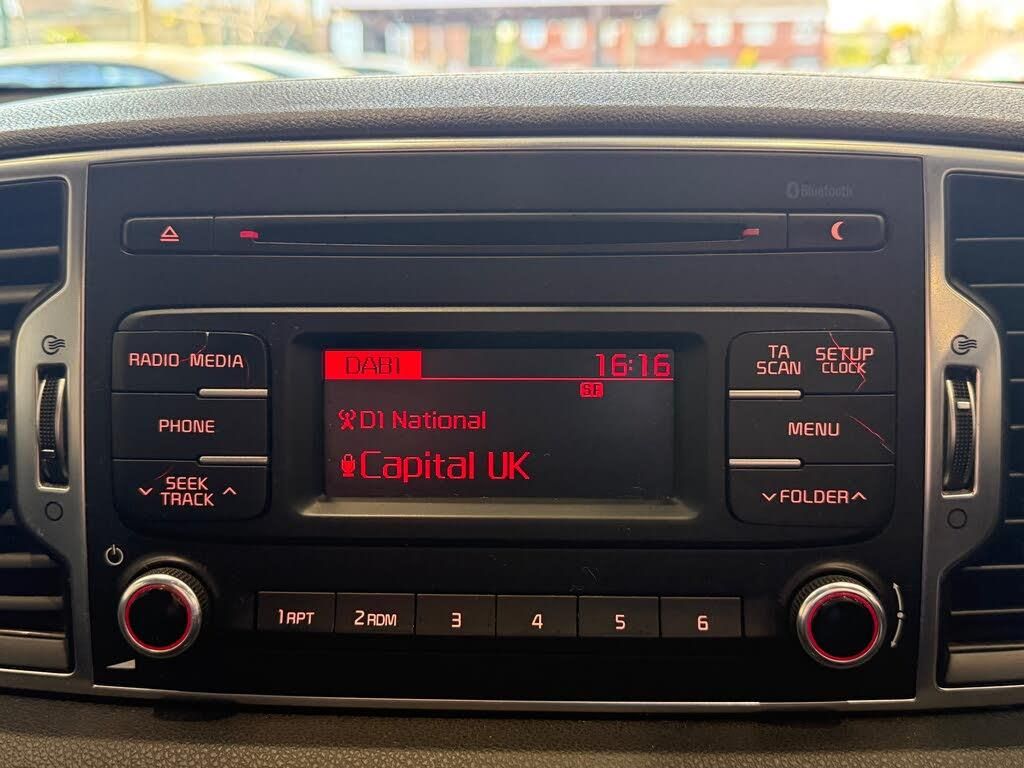 Bluetooth
RADIO MEDIA
PHONE
SEEK
TRACK
DAB1 16:16
SF
D1 National
Capital UK
TA
SCAN
SETUP
CLOCK
MENU
FOLDER
1 RPT 2 RDM 3 4 5 6